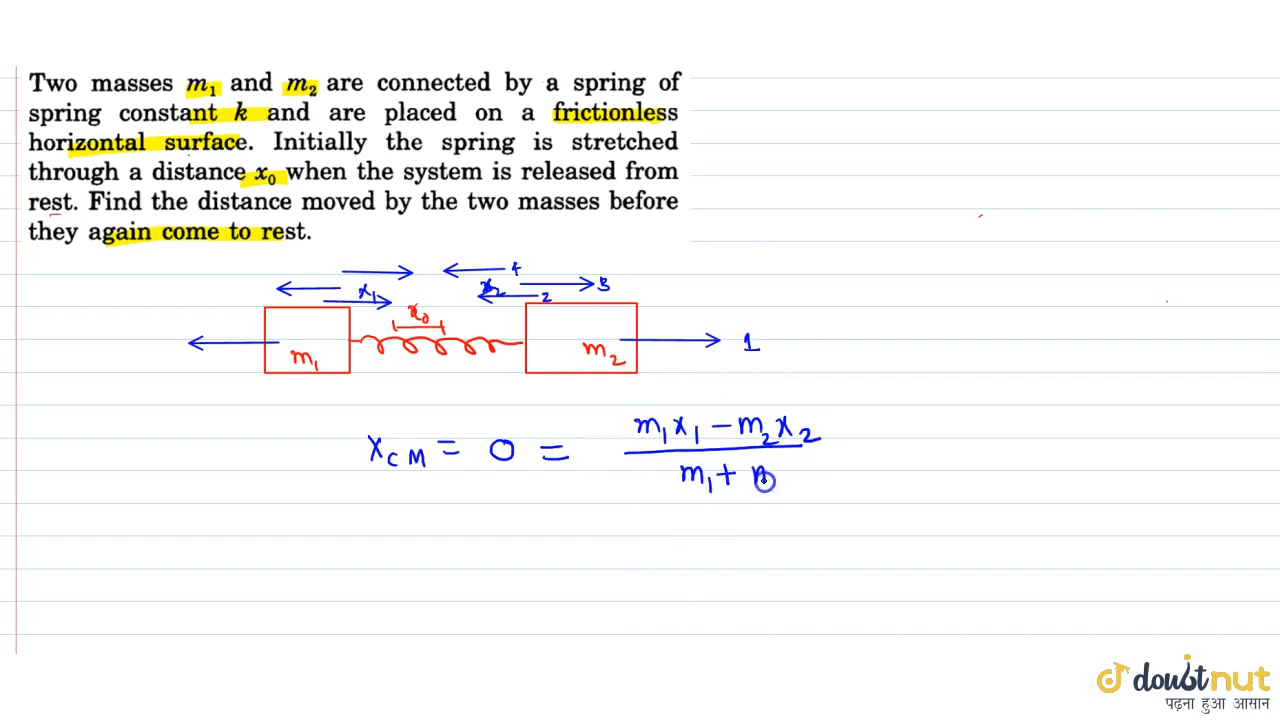 Two masses m₁ and m₂ are connected by a spring of
spring constant k and are placed on a frictionless
horizontal surface. Initially the spring is stretched
through a distance x₀ when the system is released from
rest. Find the distance moved by the two masses before
they again come to rest.
4
x₁ x₂ 3
2
x₀
m₁ m₂ 1
x_CM = 0 = (m₁x₁ − m₂x₂)/(m₁ +
doubtnut
पढ़ना हुआ आसान